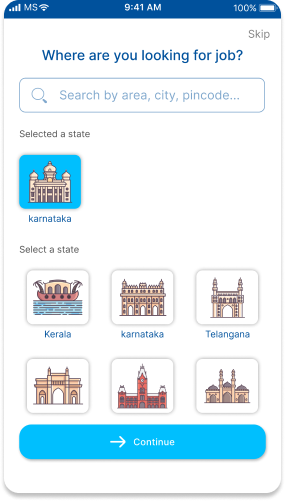 MS 9:41 AM 100%
Skip
Where are you looking for job?
Search by area, city, pincode...
Selected a state
karnataka
Select a state
Kerala karnataka Telangana
Continue